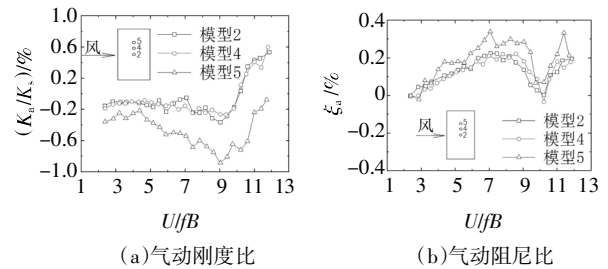 (Ka/Ks)/%
1.0
0.6
0.2
-0.2
-0.6
-1.0
风
5
4
2
模型2
模型4
模型5
1 3 5 7 9 11 13
U/fB
(a)气动刚度比
ξa/%
0.4
0.2
0
-0.2
-0.4
风
5
4
2
模型2
模型4
模型5
1 3 5 7 9 11 13
U/fB
(b)气动阻尼比